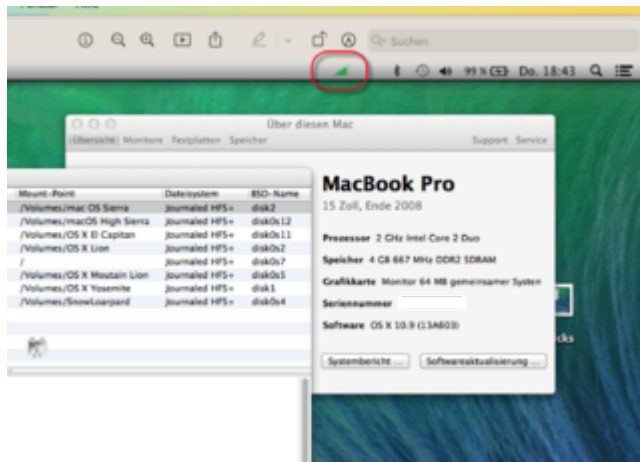 Suchen
99 % Do. 18:43
Über diesen Mac
Übersicht Monitore Festplatten Speicher
Support Service
Mount-Point Dateisystem BSD-Name
/Volumes/mac OS Sierra Journaled HFS+ disk2
/Volumes/macOS High Sierra Journaled HFS+ disk0s12
/Volumes/OS X El Capitan Journaled HFS+ disk0s11
/Volumes/OS X Lion Journaled HFS+ disk0s2
/ Journaled HFS+ disk0s7
/Volumes/OS X Moutain Lion Journaled HFS+ disk0s5
/Volumes/OS X Yosemite Journaled HFS+ disk1
/Volumes/SnowLoarpard Journaled HFS+ disk0s4
MacBook Pro
15 Zoll, Ende 2008
Prozessor 2 GHz Intel Core 2 Duo
Speicher 4 GB 667 MHz DDR2 SDRAM
Grafikkarte Monitor 64 MB gemeinsamer System
Seriennummer
Software OS X 10.9 (13A603)
Systembericht ... Softwareaktualisierung ...
cks